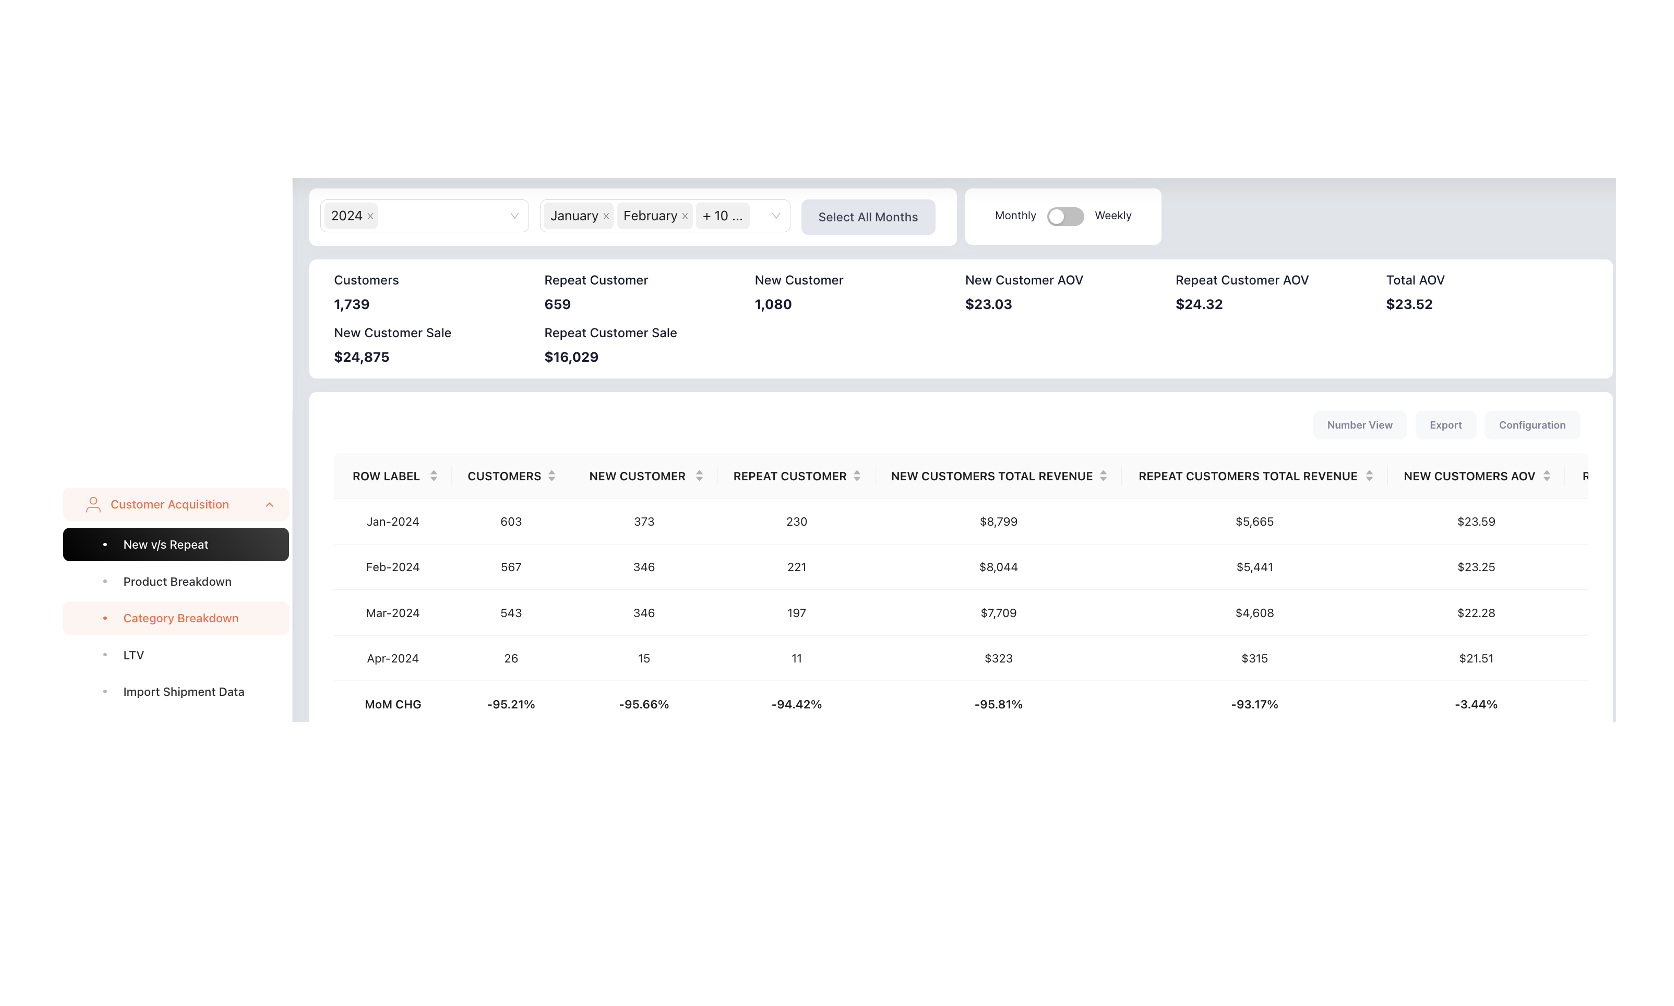 2024 ×
January × February × + 10 ...
Select All Months
Monthly Weekly
Customers Repeat Customer New Customer New Customer AOV Repeat Customer AOV Total AOV
1,739 659 1,080 $23.03 $24.32 $23.52
New Customer Sale Repeat Customer Sale
$24,875 $16,029
Number View Export Configuration
ROW LABEL CUSTOMERS NEW CUSTOMER REPEAT CUSTOMER NEW CUSTOMERS TOTAL REVENUE REPEAT CUSTOMERS TOTAL REVENUE NEW CUSTOMERS AOV
Jan-2024 603 373 230 $8,799 $5,665 $23.59
Feb-2024 567 346 221 $8,044 $5,441 $23.25
Mar-2024 543 346 197 $7,709 $4,608 $22.28
Apr-2024 26 15 11 $323 $315 $21.51
MoM CHG -95.21% -95.66% -94.42% -95.81% -93.17% -3.44%
Customer Acquisition
New v/s Repeat
Product Breakdown
Category Breakdown
LTV
Import Shipment Data